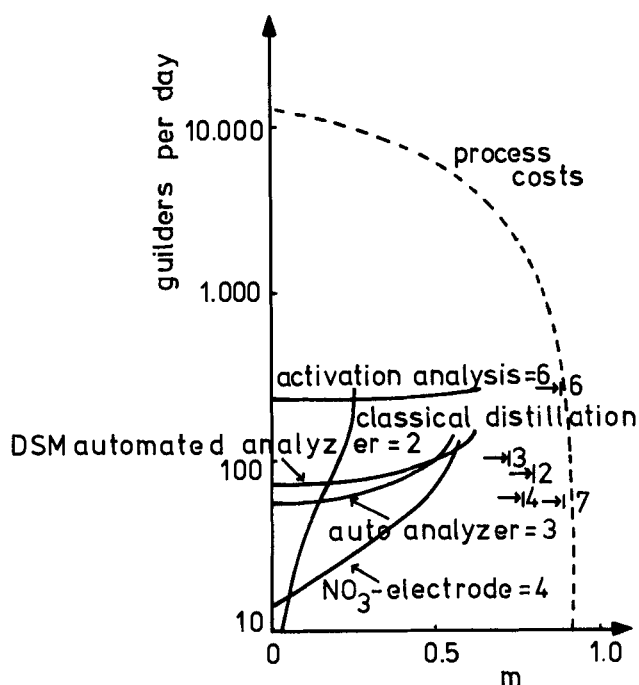 guilders per day
10.000
process
costs
1.000
activation analysis=6
→|6
classical distillation
DSM automated analyzer=2
100
→|3
→|2
→|4 →|7
auto analyzer=3
NO3-electrode=4
10
0 0.5 1.0
m